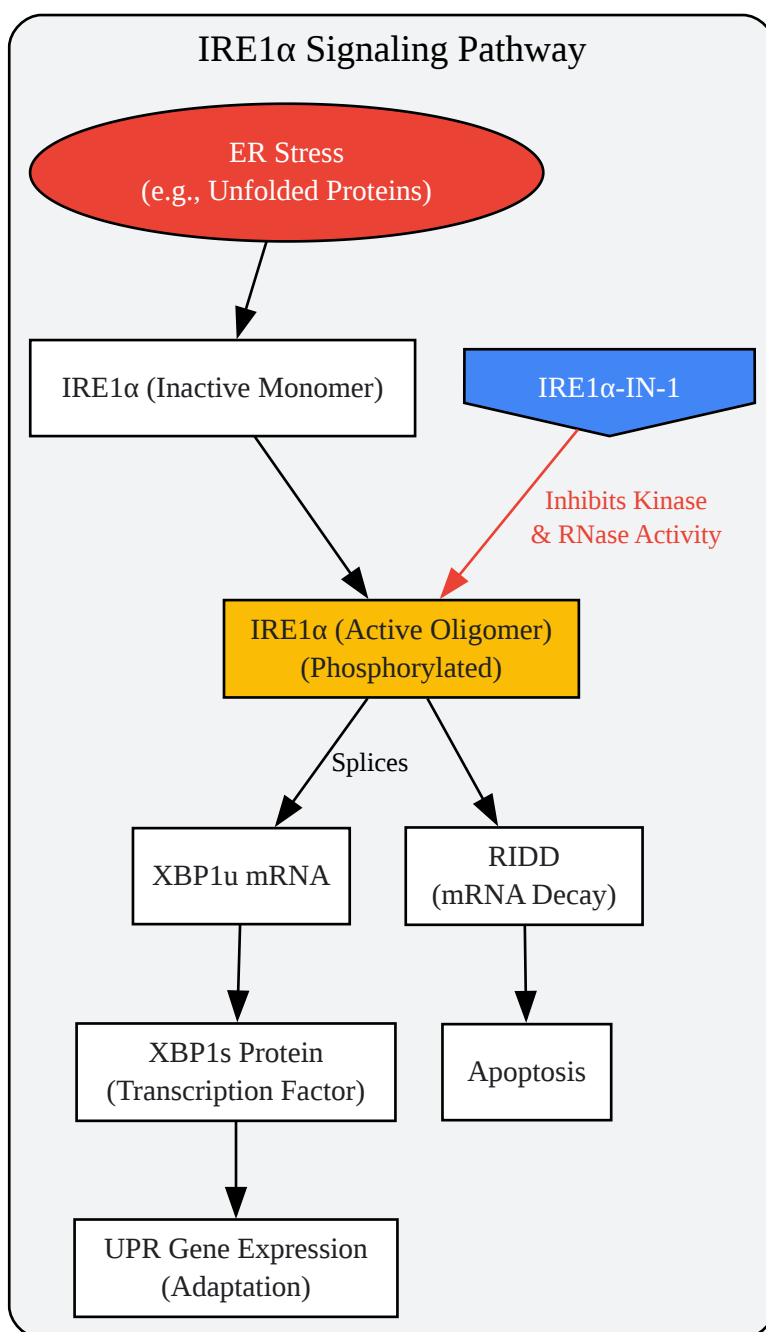 IRE1α Signaling Pathway
ER Stress
(e.g., Unfolded Proteins)
IRE1α (Inactive Monomer)
IRE1α-IN-1
Inhibits Kinase
& RNase Activity
IRE1α (Active Oligomer)
(Phosphorylated)
Splices
XBP1u mRNA
RIDD
(mRNA Decay)
XBP1s Protein
(Transcription Factor)
Apoptosis
UPR Gene Expression
(Adaptation)